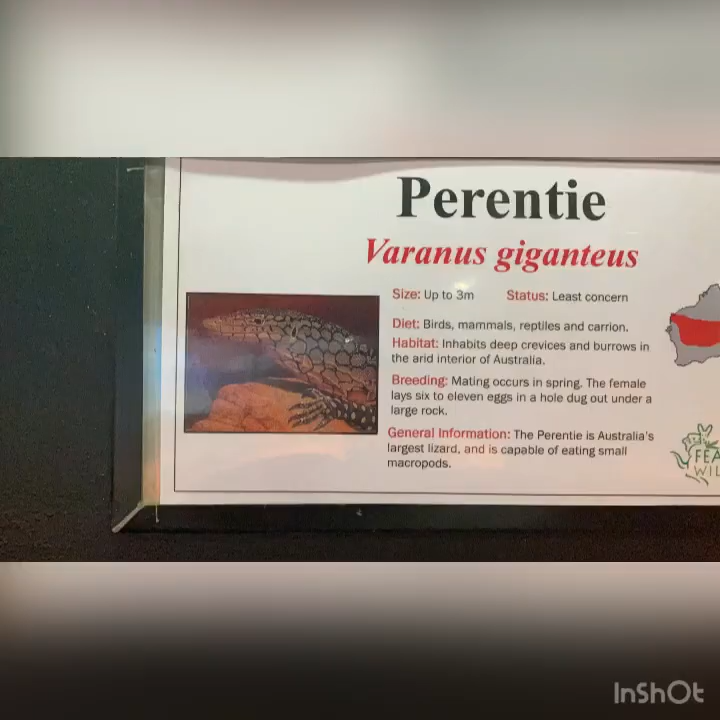 Perentie
Varanus giganteus
Size: Up to 3m Status: Least concern
Diet: Birds, mammals, reptiles and carrion.
Habitat: Inhabits deep crevices and burrows in
the arid interior of Australia.
Breeding: Mating occurs in spring. The female
lays six to eleven eggs in a hole dug out under a
large rock.
General Information: The Perentie is Australia's
largest lizard, and is capable of eating small
macropods.
FEA
WIL
InShOt